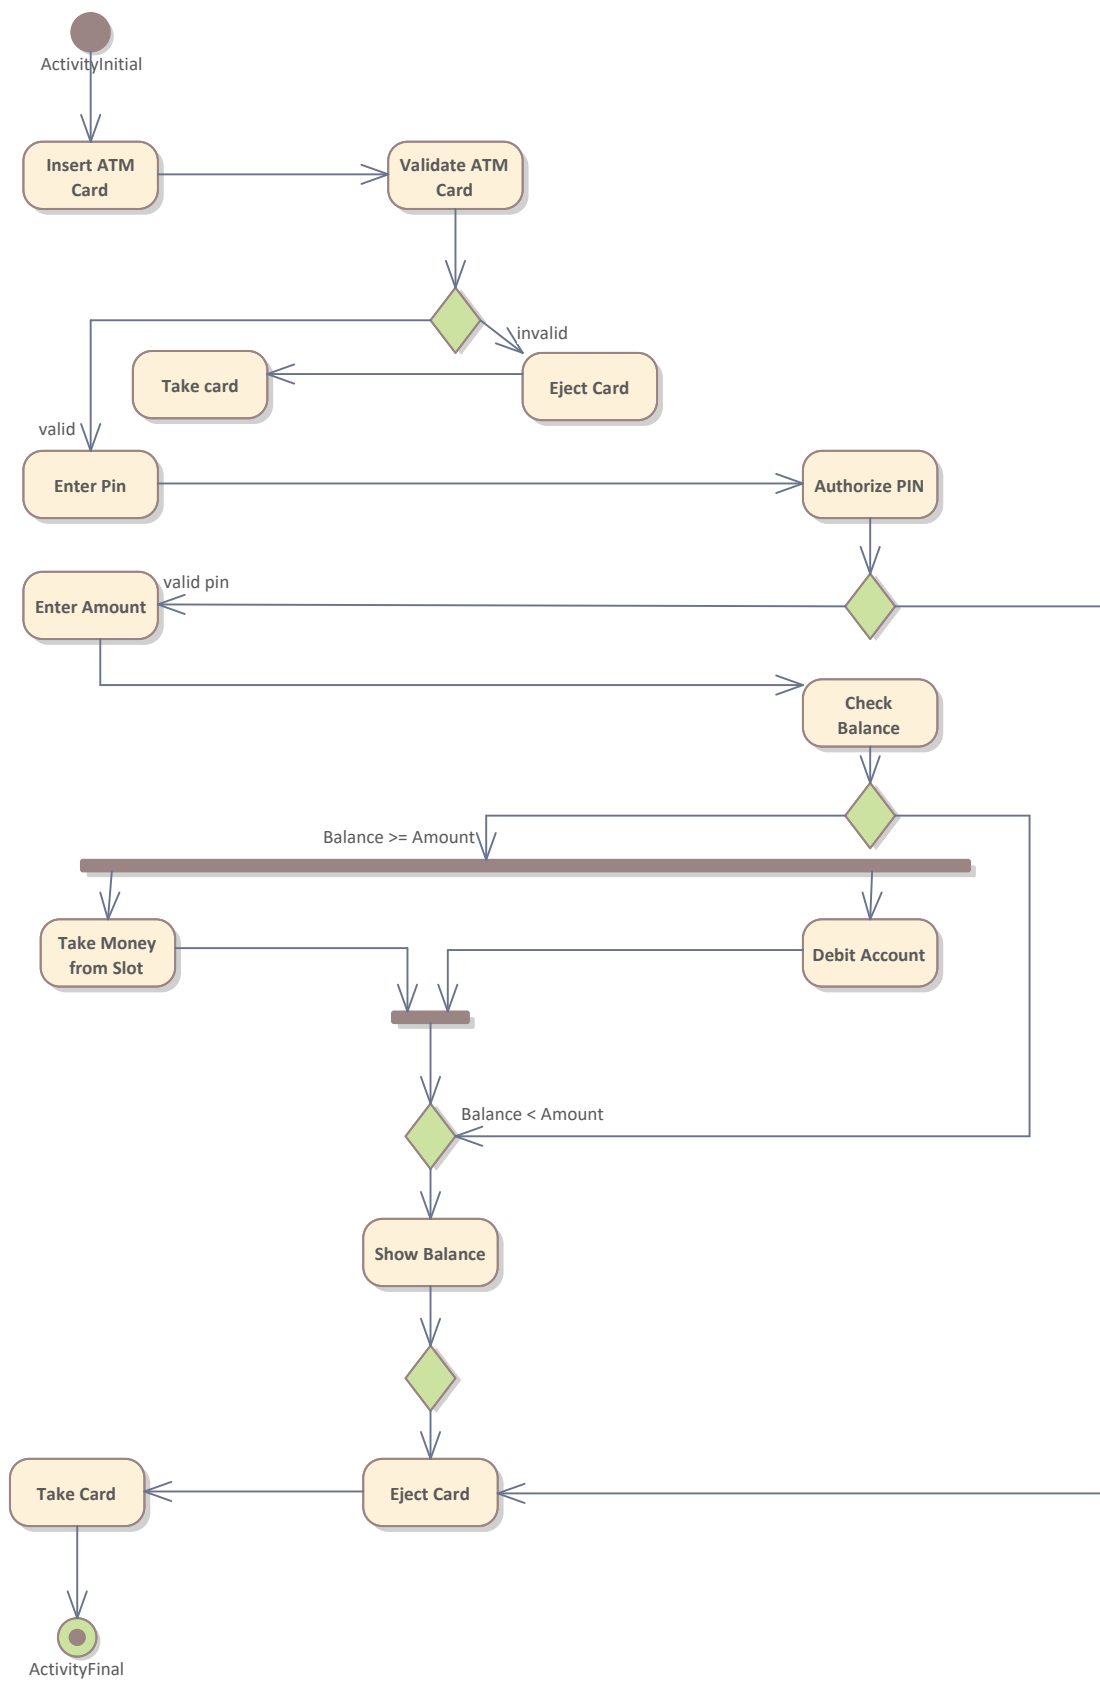 ActivityInitial
Insert ATM
Card
Validate ATM
Card
invalid
Take card
Eject Card
valid
Enter Pin
Authorize PIN
valid pin
Enter Amount
Check
Balance
Balance >= Amount
Take Money
from Slot
Debit Account
Balance < Amount
Show Balance
Take Card
Eject Card
ActivityFinal